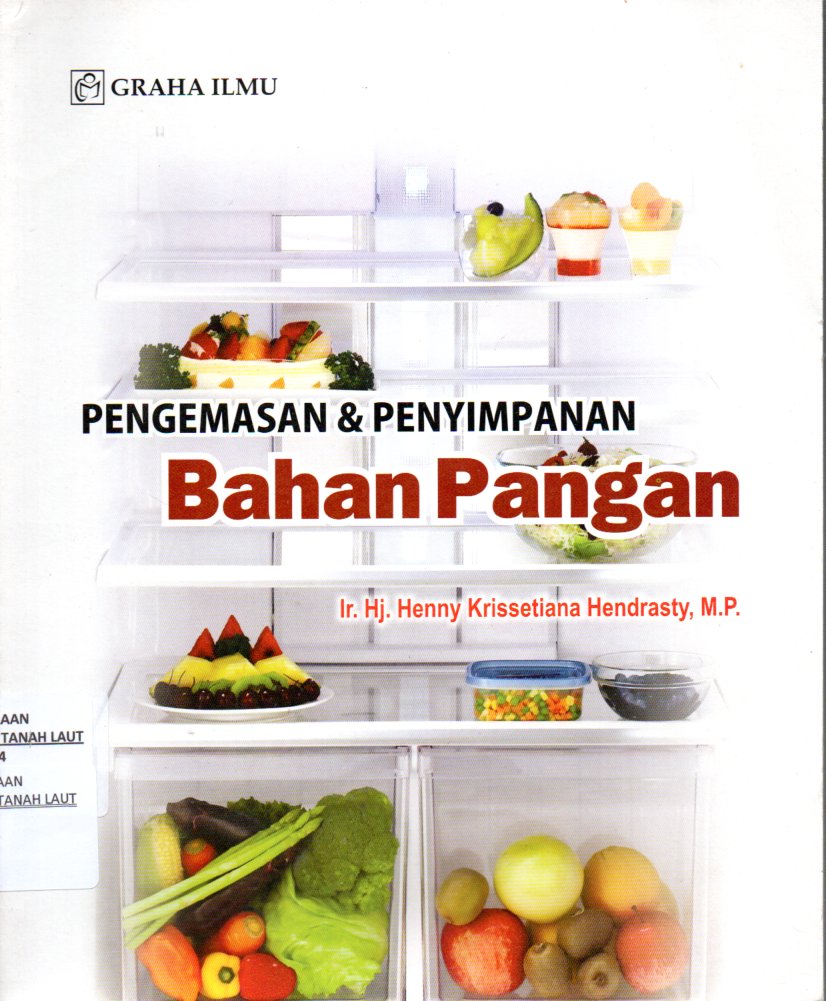 GRAHA ILMU
PENGEMASAN & PENYIMPANAN
Bahan Pangan
Ir. Hj. Henny Krissetiana Hendrasty, M.P.
AAN
TANAH LAUT
4
AAN
TANAH LAUT